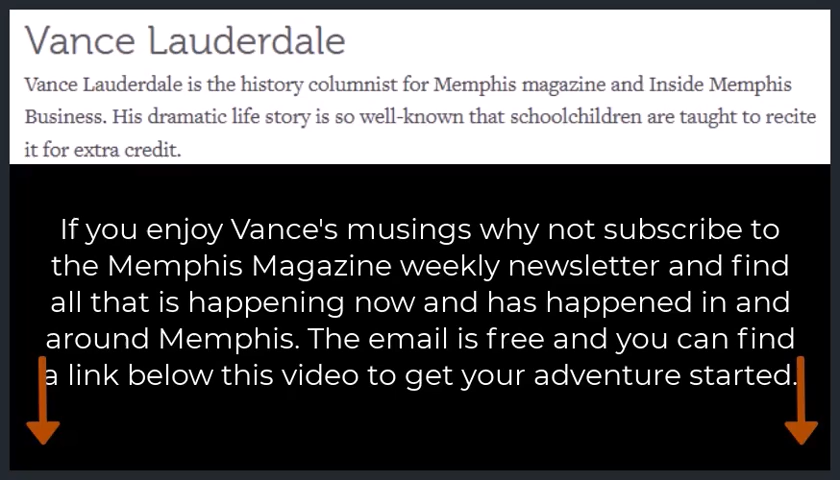 Vance Lauderdale
Vance Lauderdale is the history columnist for Memphis magazine and Inside Memphis
Business. His dramatic life story is so well-known that schoolchildren are taught to recite
it for extra credit.
If you enjoy Vance's musings why not subscribe to
the Memphis Magazine weekly newsletter and find
all that is happening now and has happened in and
around Memphis. The email is free and you can find
a link below this video to get your adventure started.